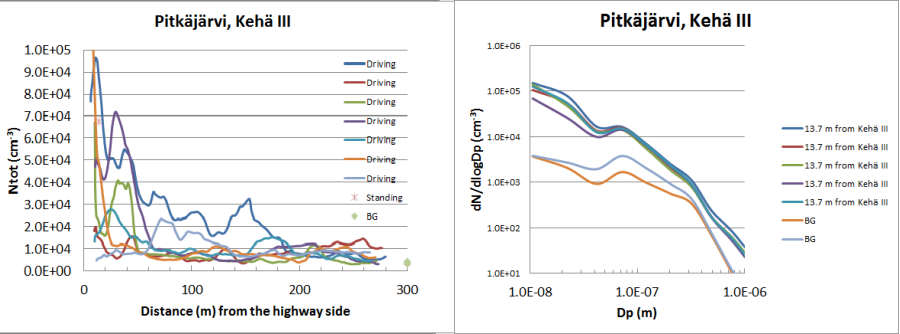 Pitkäjärvi, Kehä III
Ntot (cm-3)
1.0E+05
9.0E+04
8.0E+04
7.0E+04
6.0E+04
5.0E+04
4.0E+04
3.0E+04
2.0E+04
1.0E+04
0.0E+00
0
100
200
300
Distance (m) from the highway side
Driving
Driving
Driving
Driving
Driving
Driving
Driving
Standing
BG
Pitkäjärvi, Kehä III
dN/dlogDp (cm-3)
1.0E+06
1.0E+05
1.0E+04
1.0E+03
1.0E+02
1.0E+01
1.0E-08
1.0E-07
1.0E-06
Dp (m)
13.7 m from Kehä III
13.7 m from Kehä III
13.7 m from Kehä III
13.7 m from Kehä III
13.7 m from Kehä III
BG
BG